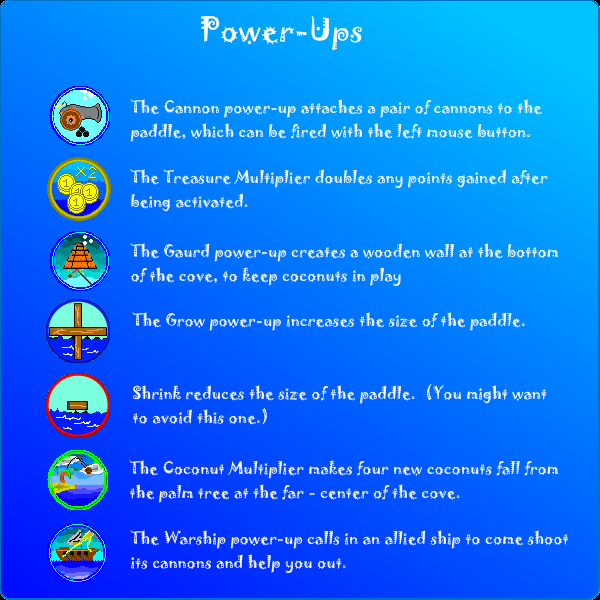 Power-Ups
The Cannon power-up attaches a pair of cannons to the
paddle, which can be fired with the left mouse button.
x2
1
1
1
1
The Treasure Multiplier doubles any points gained after
being activated.
The Gaurd power-up creates a wooden wall at the bottom
of the cove, to keep coconuts in play
The Grow power-up increases the size of the paddle.
Shrink reduces the size of the paddle. (You might want
to avoid this one.)
The Coconut Multiplier makes four new coconuts fall from
the palm tree at the far - center of the cove.
The Warship power-up calls in an allied ship to come shoot
its cannons and help you out.